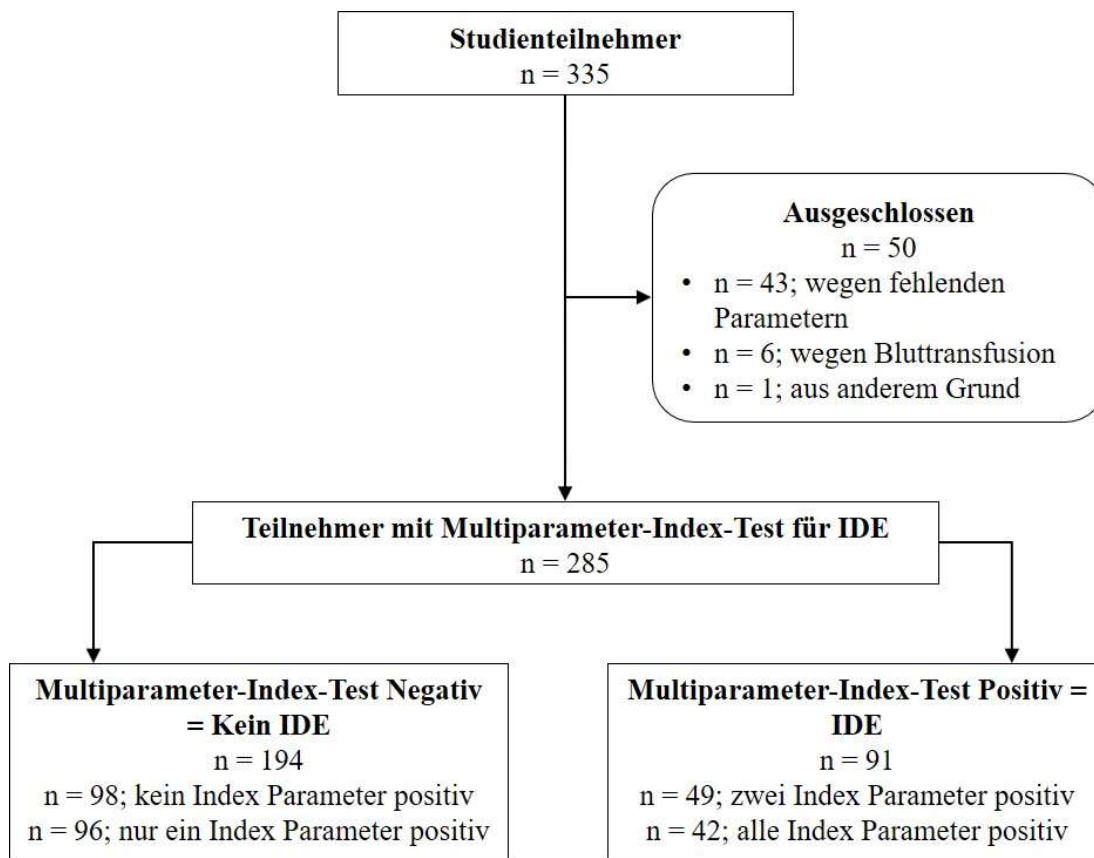 Studienteilnehmer
n = 335
Ausgeschlossen
n = 50
• n = 43; wegen fehlenden
Parametern
• n = 6; wegen Bluttransfusion
• n = 1; aus anderem Grund
Teilnehmer mit Multiparameter-Index-Test für IDE
n = 285
Multiparameter-Index-Test Negativ
= Kein IDE
n = 194
n = 98; kein Index Parameter positiv
n = 96; nur ein Index Parameter positiv
Multiparameter-Index-Test Positiv =
IDE
n = 91
n = 49; zwei Index Parameter positiv
n = 42; alle Index Parameter positiv